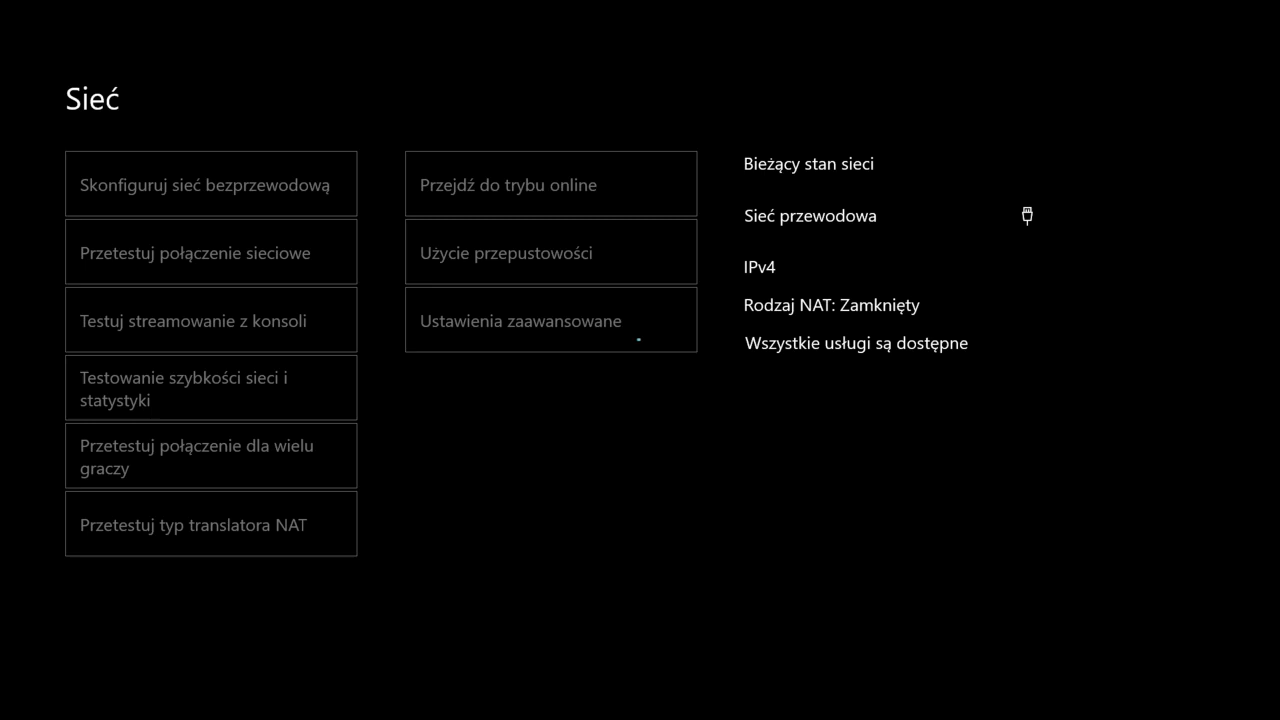 Sieć
Skonfiguruj sieć bezprzewodową
Przetestuj połączenie sieciowe
Testuj streamowanie z konsoli
Testowanie szybkości sieci i
statystyki
Przetestuj połączenie dla wielu
graczy
Przetestuj typ translatora NAT
Przejdź do trybu online
Użycie przepustowości
Ustawienia zaawansowane
Bieżący stan sieci
Sieć przewodowa
IPv4
Rodzaj NAT: Zamknięty
Wszystkie usługi są dostępne